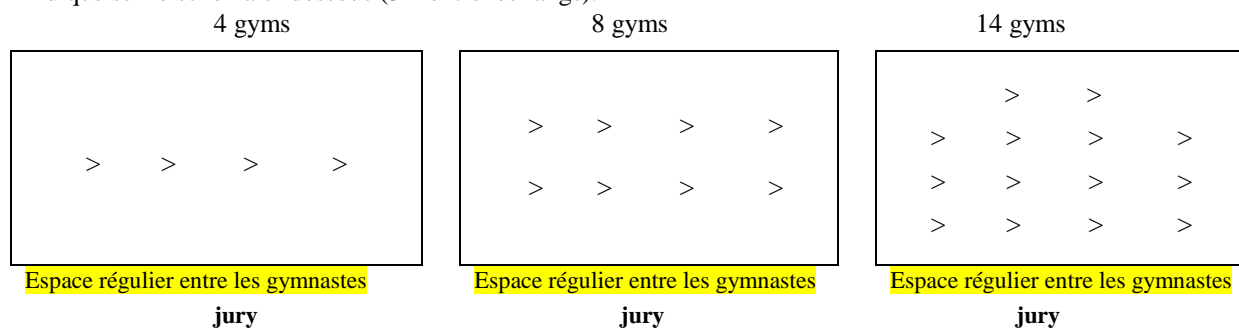 4 gyms 8 gyms 14 gyms
> >
> > > > > > > >
> > > >
> > > >
> > > > > > > >
> > > >
Espace régulier entre les gymnastes Espace régulier entre les gymnastes Espace régulier entre les gymnastes
jury jury jury